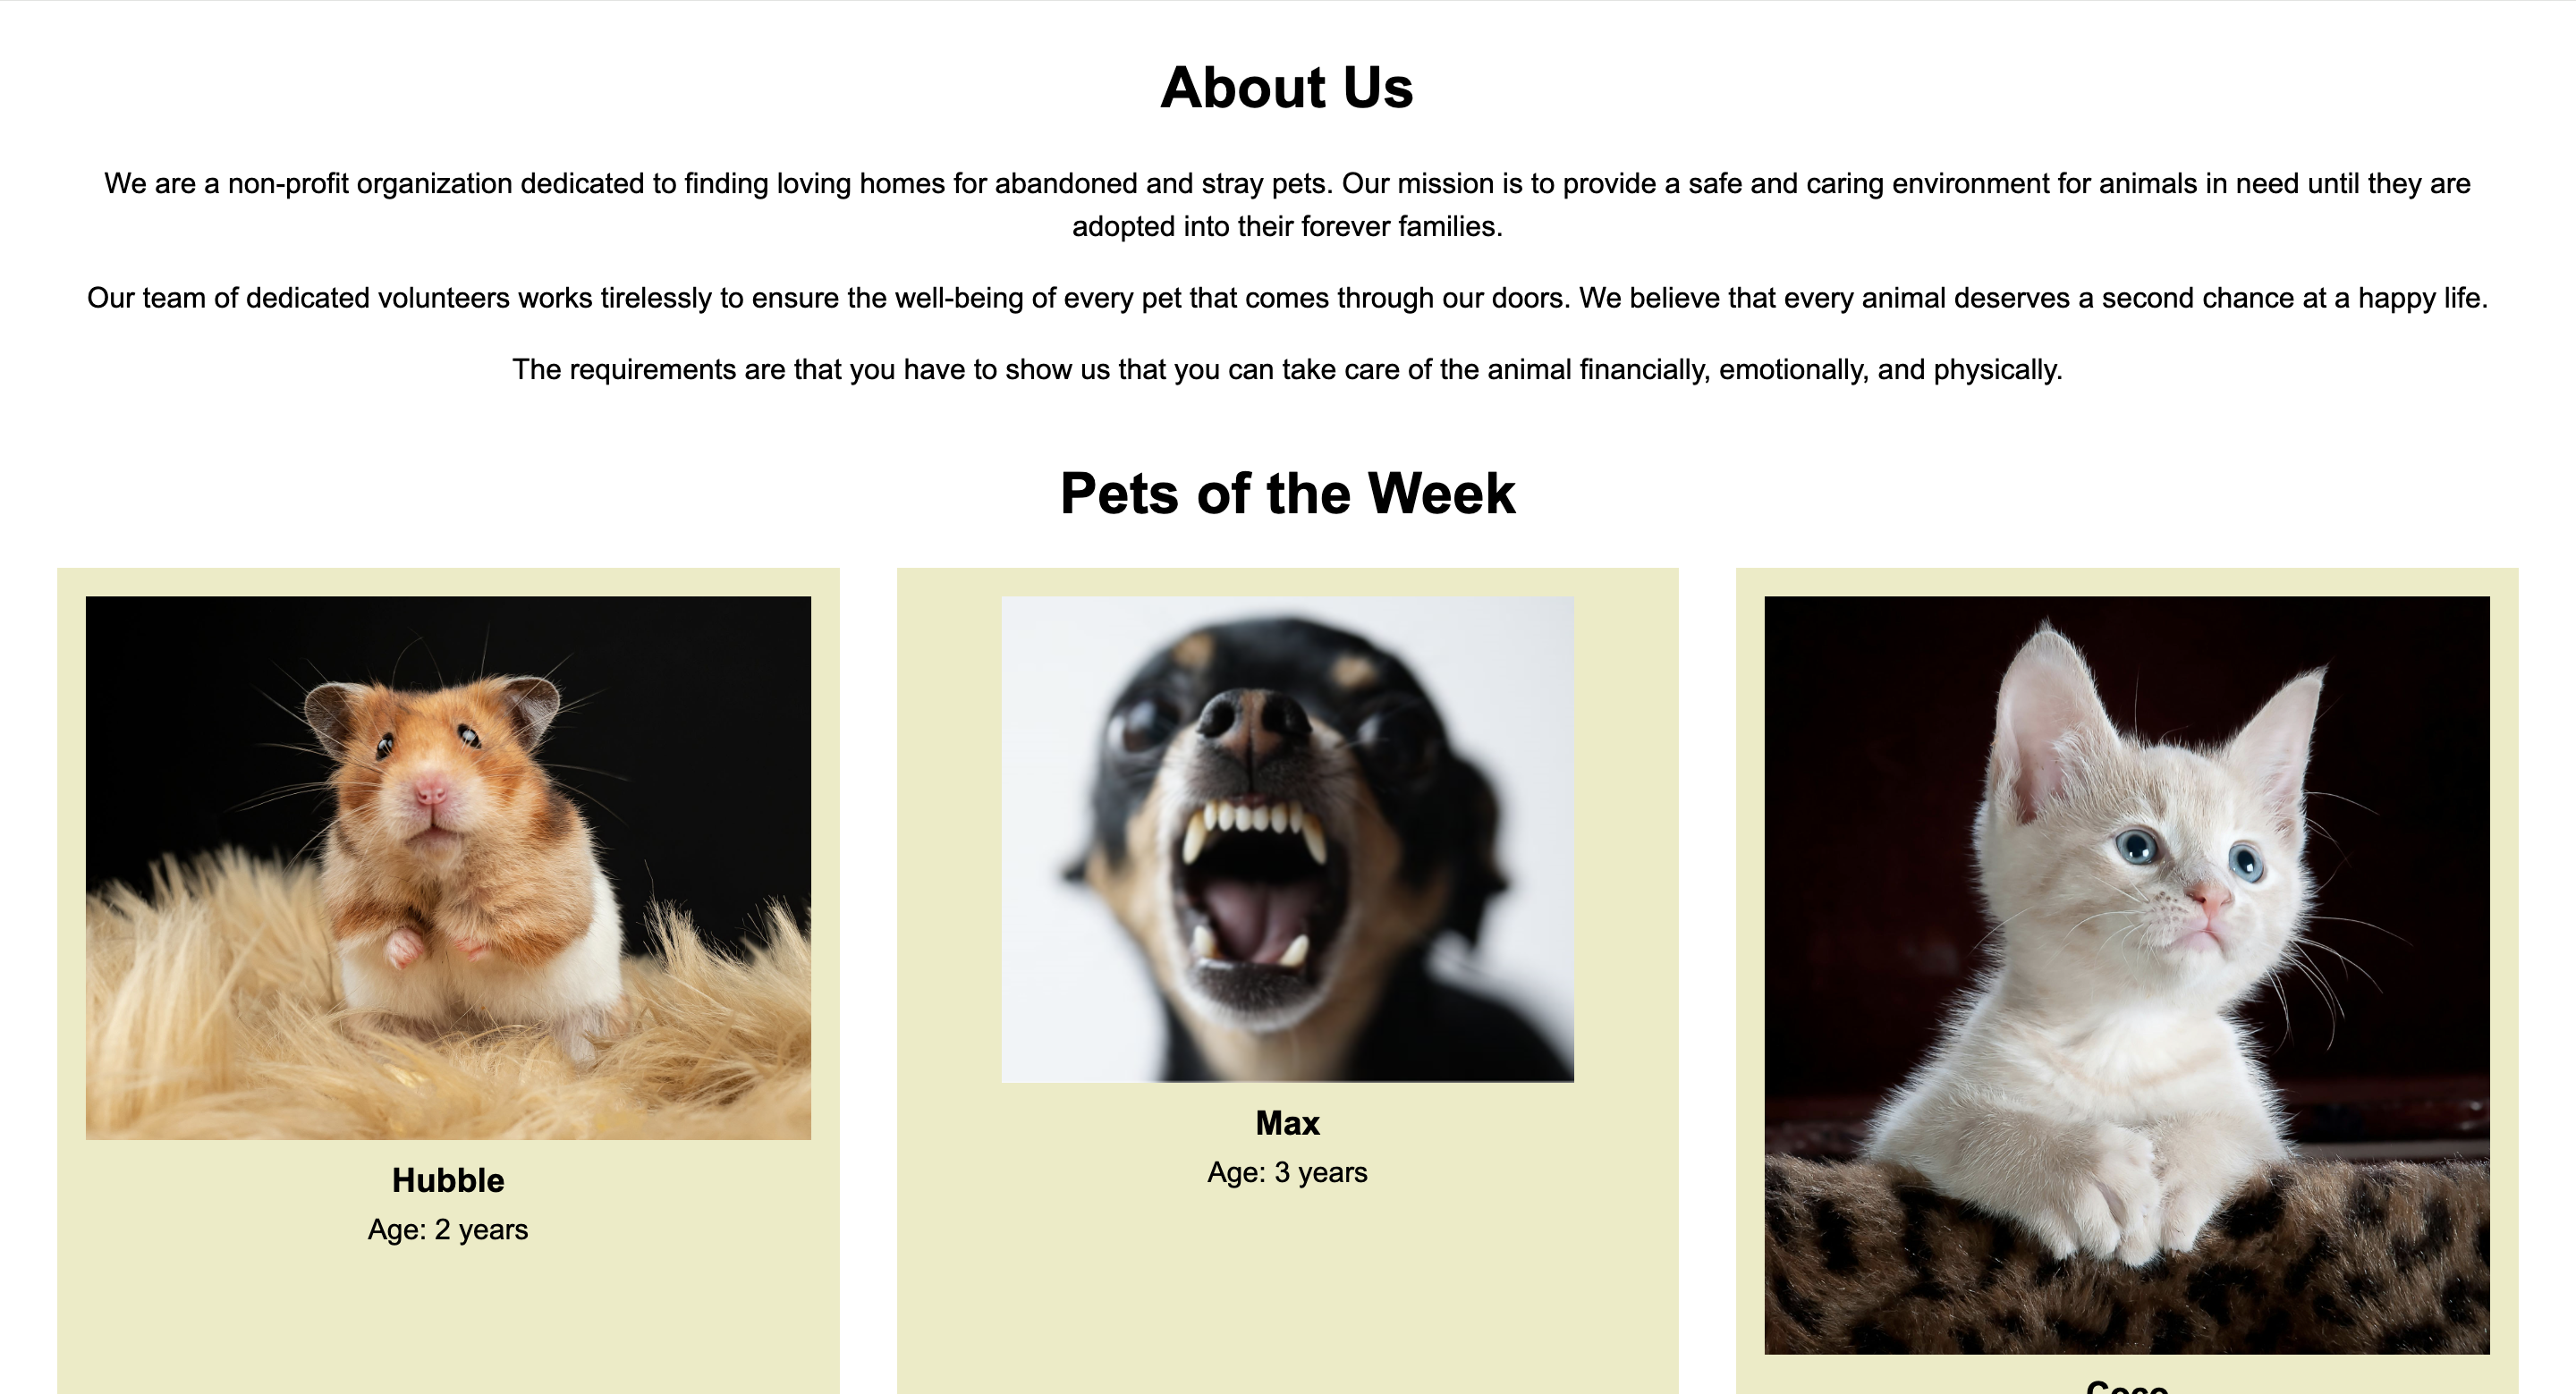 About Us
We are a non-profit organization dedicated to finding loving homes for abandoned and stray pets. Our mission is to provide a safe and caring environment for animals in need until they are
adopted into their forever families.
Our team of dedicated volunteers works tirelessly to ensure the well-being of every pet that comes through our doors. We believe that every animal deserves a second chance at a happy life.
The requirements are that you have to show us that you can take care of the animal financially, emotionally, and physically.
Pets of the Week
Hubble
Age: 2 years
Max
Age: 3 years
Coco